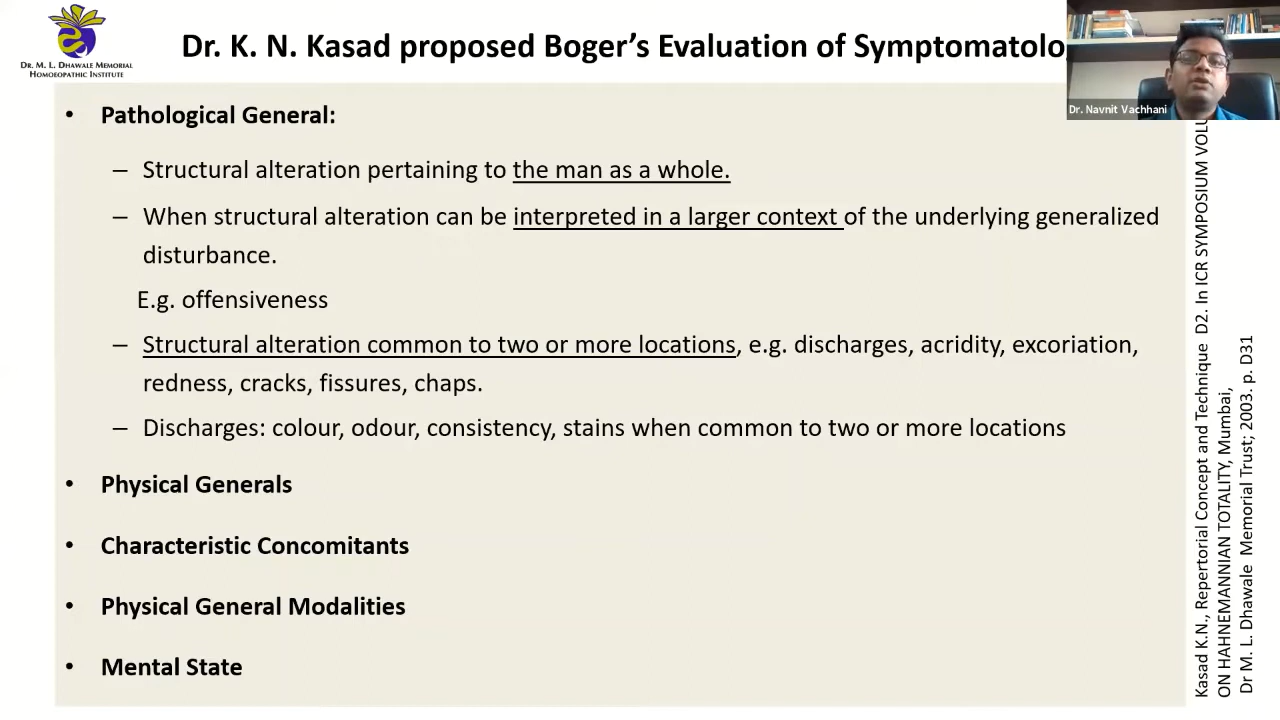 DR. M. L. DHAWALE MEMORIAL
HOMOEOPATHIC INSTITUTE
Dr. K. N. Kasad proposed Boger’s Evaluation of Symptomatolo
Dr. Navnit Vachhani
• Pathological General:
– Structural alteration pertaining to the man as a whole.
– When structural alteration can be interpreted in a larger context of the underlying generalized
disturbance.
E.g. offensiveness
– Structural alteration common to two or more locations, e.g. discharges, acridity, excoriation,
redness, cracks, fissures, chaps.
– Discharges: colour, odour, consistency, stains when common to two or more locations
• Physical Generals
• Characteristic Concomitants
• Physical General Modalities
• Mental State
Kasad K.N., Repertorial Concept and Technique D2. In ICR SYMPOSIUM VOLU
ON HAHNEMANNIAN TOTALITY, Mumbai,
Dr M. L. Dhawale Memorial Trust; 2003. p. D31